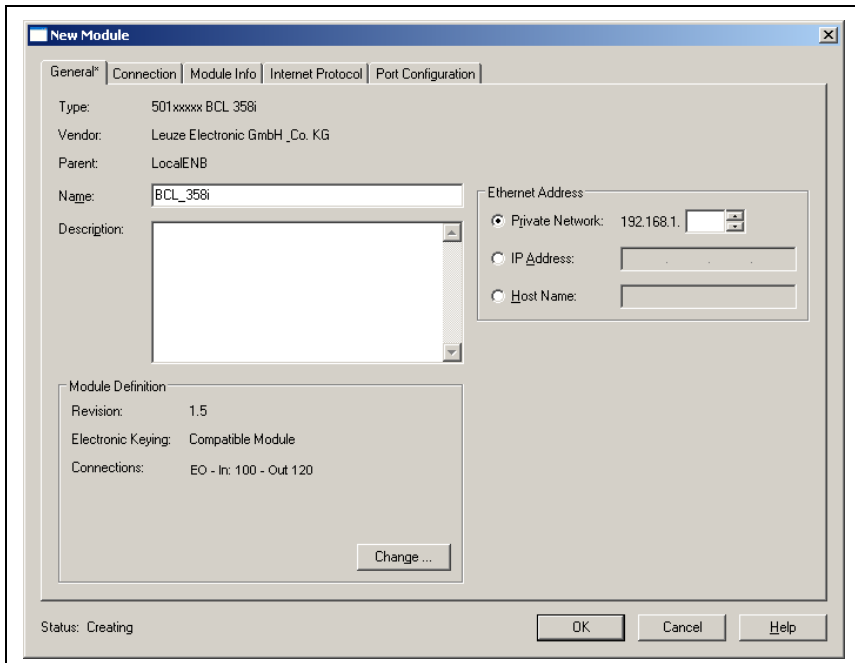 New Module
General* Connection Module Info Internet Protocol Port Configuration
Type: 501xxxxx BCL 358i
Vendor: Leuze Electronic GmbH _Co. KG
Parent: LocalENB
Name: BCL_358i
Description:
Ethernet Address
Private Network: 192.168.1.
IP Address: . . .
Host Name:
Module Definition
Revision: 1.5
Electronic Keying: Compatible Module
Connections: EO - In: 100 - Out 120
Change ...
Status: Creating
OK Cancel Help